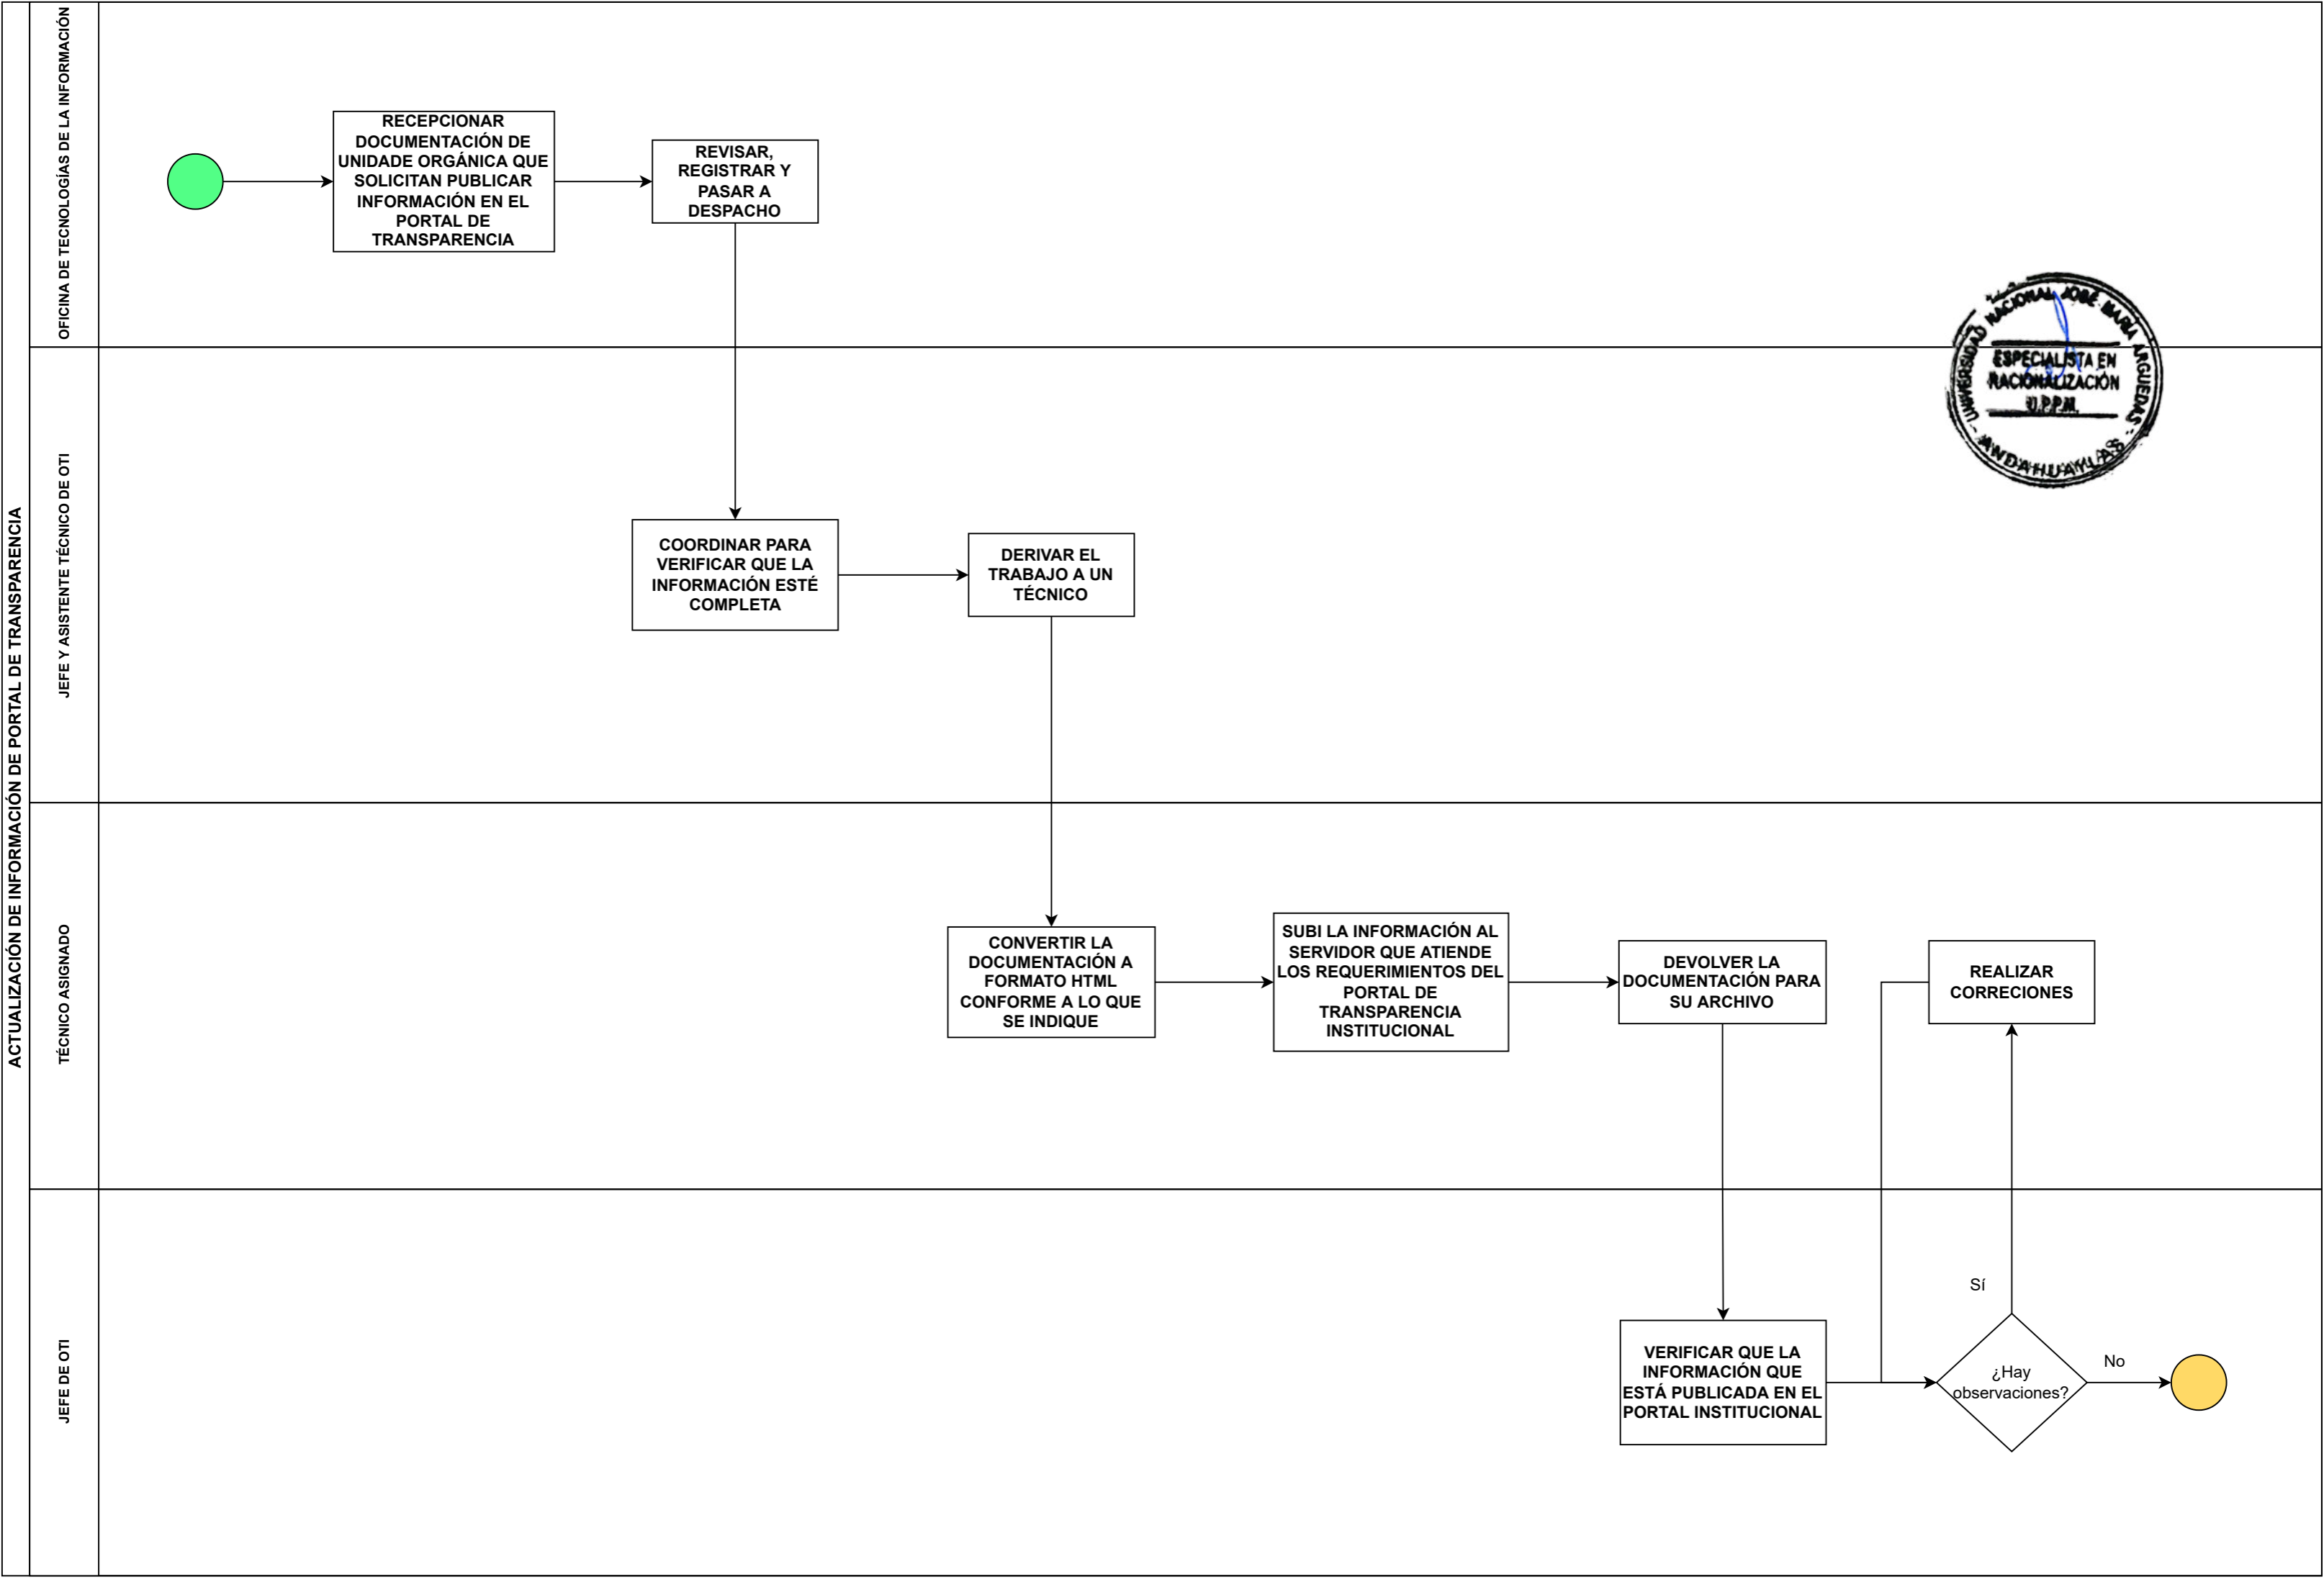 ACTUALIZACIÓN DE INFORMACIÓN DE PORTAL DE TRANSPARENCIA
OFICINA DE TECNOLOGÍAS DE LA INFORMACIÓN
RECEPCIONAR
DOCUMENTACIÓN DE
UNIDADE ORGÁNICA QUE
SOLICITAN PUBLICAR
INFORMACIÓN EN EL
PORTAL DE
TRANSPARENCIA
REVISAR,
REGISTRAR Y
PASAR A
DESPACHO
UNIVERSIDAD NACIONAL JOSÉ MARÍA ARGUEDAS
ESPECIALISTA EN
RACIONALIZACIÓN
U.P.P.M.
- ANDAHUAYLAS -
JEFE Y ASISTENTE TÉCNICO DE OTI
COORDINAR PARA
VERIFICAR QUE LA
INFORMACIÓN ESTÉ
COMPLETA
DERIVAR EL
TRABAJO A UN
TÉCNICO
TÉCNICO ASIGNADO
CONVERTIR LA
DOCUMENTACIÓN A
FORMATO HTML
CONFORME A LO QUE
SE INDIQUE
SUBI LA INFORMACIÓN AL
SERVIDOR QUE ATIENDE
LOS REQUERIMIENTOS DEL
PORTAL DE
TRANSPARENCIA
INSTITUCIONAL
DEVOLVER LA
DOCUMENTACIÓN PARA
SU ARCHIVO
REALIZAR
CORRECIONES
JEFE DE OTI
VERIFICAR QUE LA
INFORMACIÓN QUE
ESTÁ PUBLICADA EN EL
PORTAL INSTITUCIONAL
Sí
¿Hay
observaciones?
No